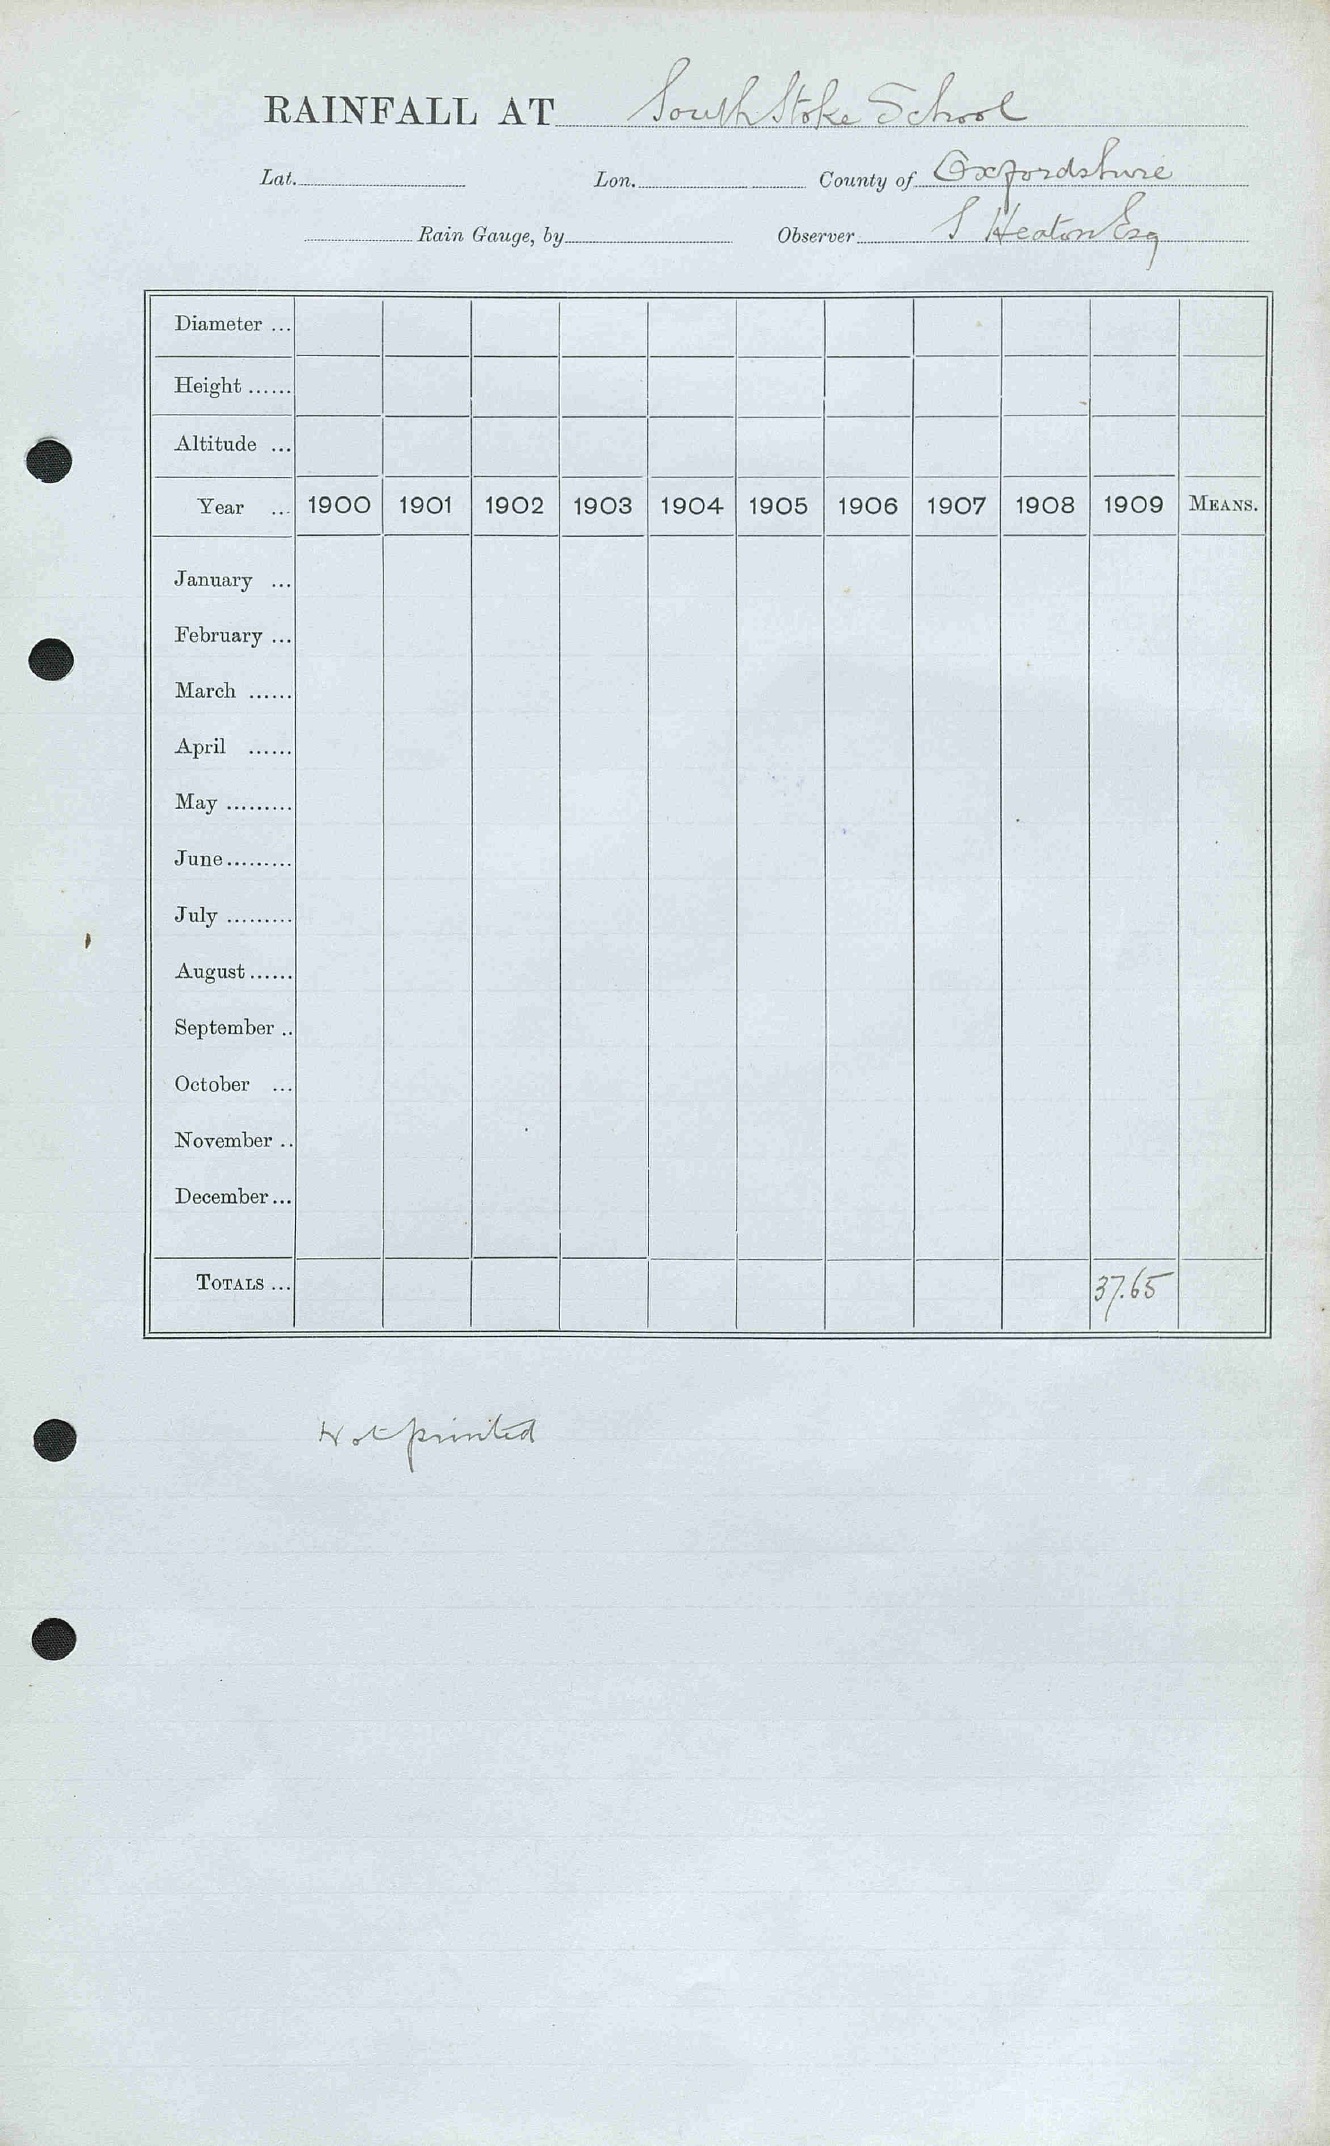 RAINFALL AT South Stoke School
Lat. Lon. County of Oxfordshire
Rain Gauge, by Observer S Heaton Esq
Diameter ...
Height ......
Altitude ...
Year ... 1900 1901 1902 1903 1904 1905 1906 1907 1908 1909 MEANS.
January ...
February ...
March ......
April ......
May .........
June.........
July .........
August......
September ..
October ...
November ..
December...
TOTALS ... 37.65
Not printed